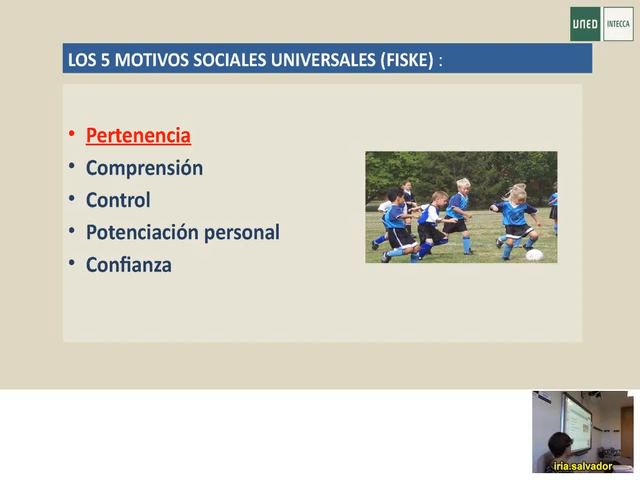 UNED
INTECCA
LOS 5 MOTIVOS SOCIALES UNIVERSALES (FISKE) :
• Pertenencia
• Comprensión
• Control
• Potenciación personal
• Confianza
iria.salvador